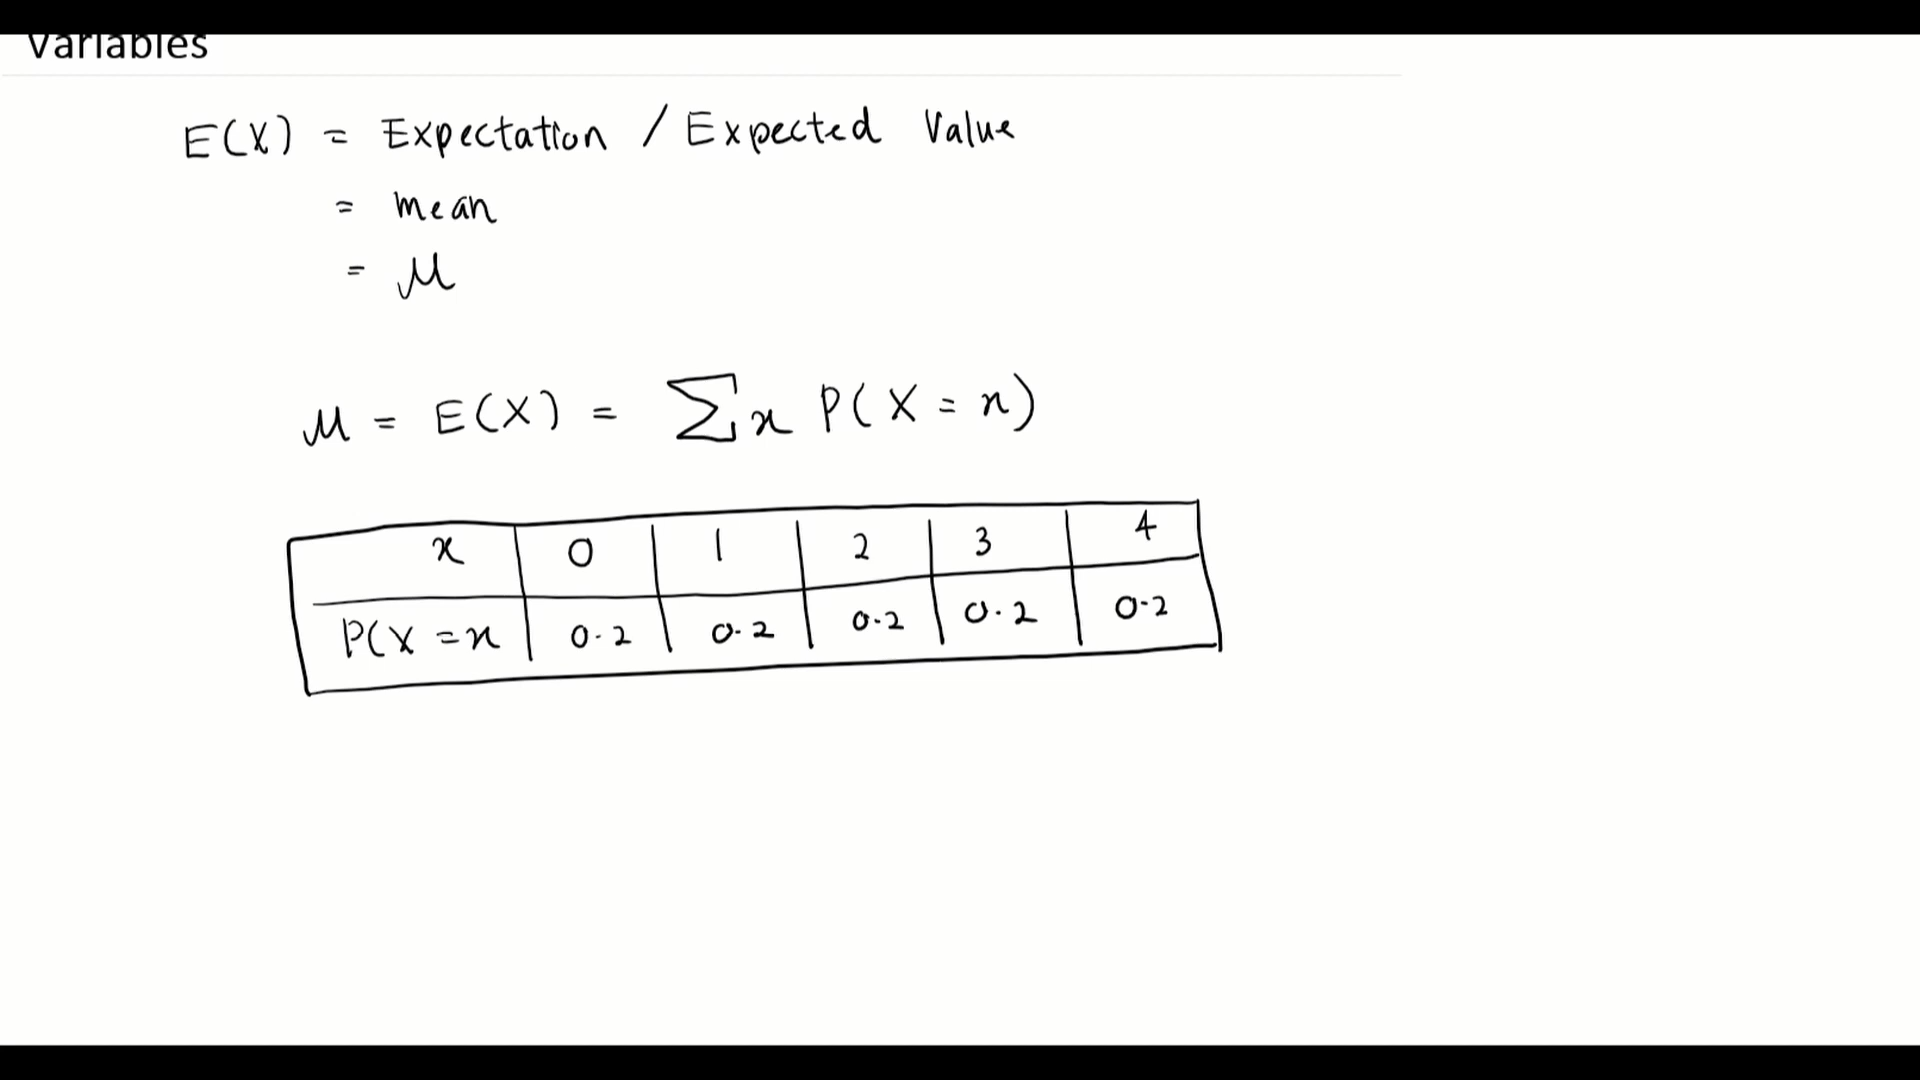 Variables
E(X) = Expectation / Expected Value
= mean
= μ
μ = E(X) = Σ x P(X = x)
x 0 1 2 3 4
P(X = x 0.2 0.2 0.2 0.2 0.2